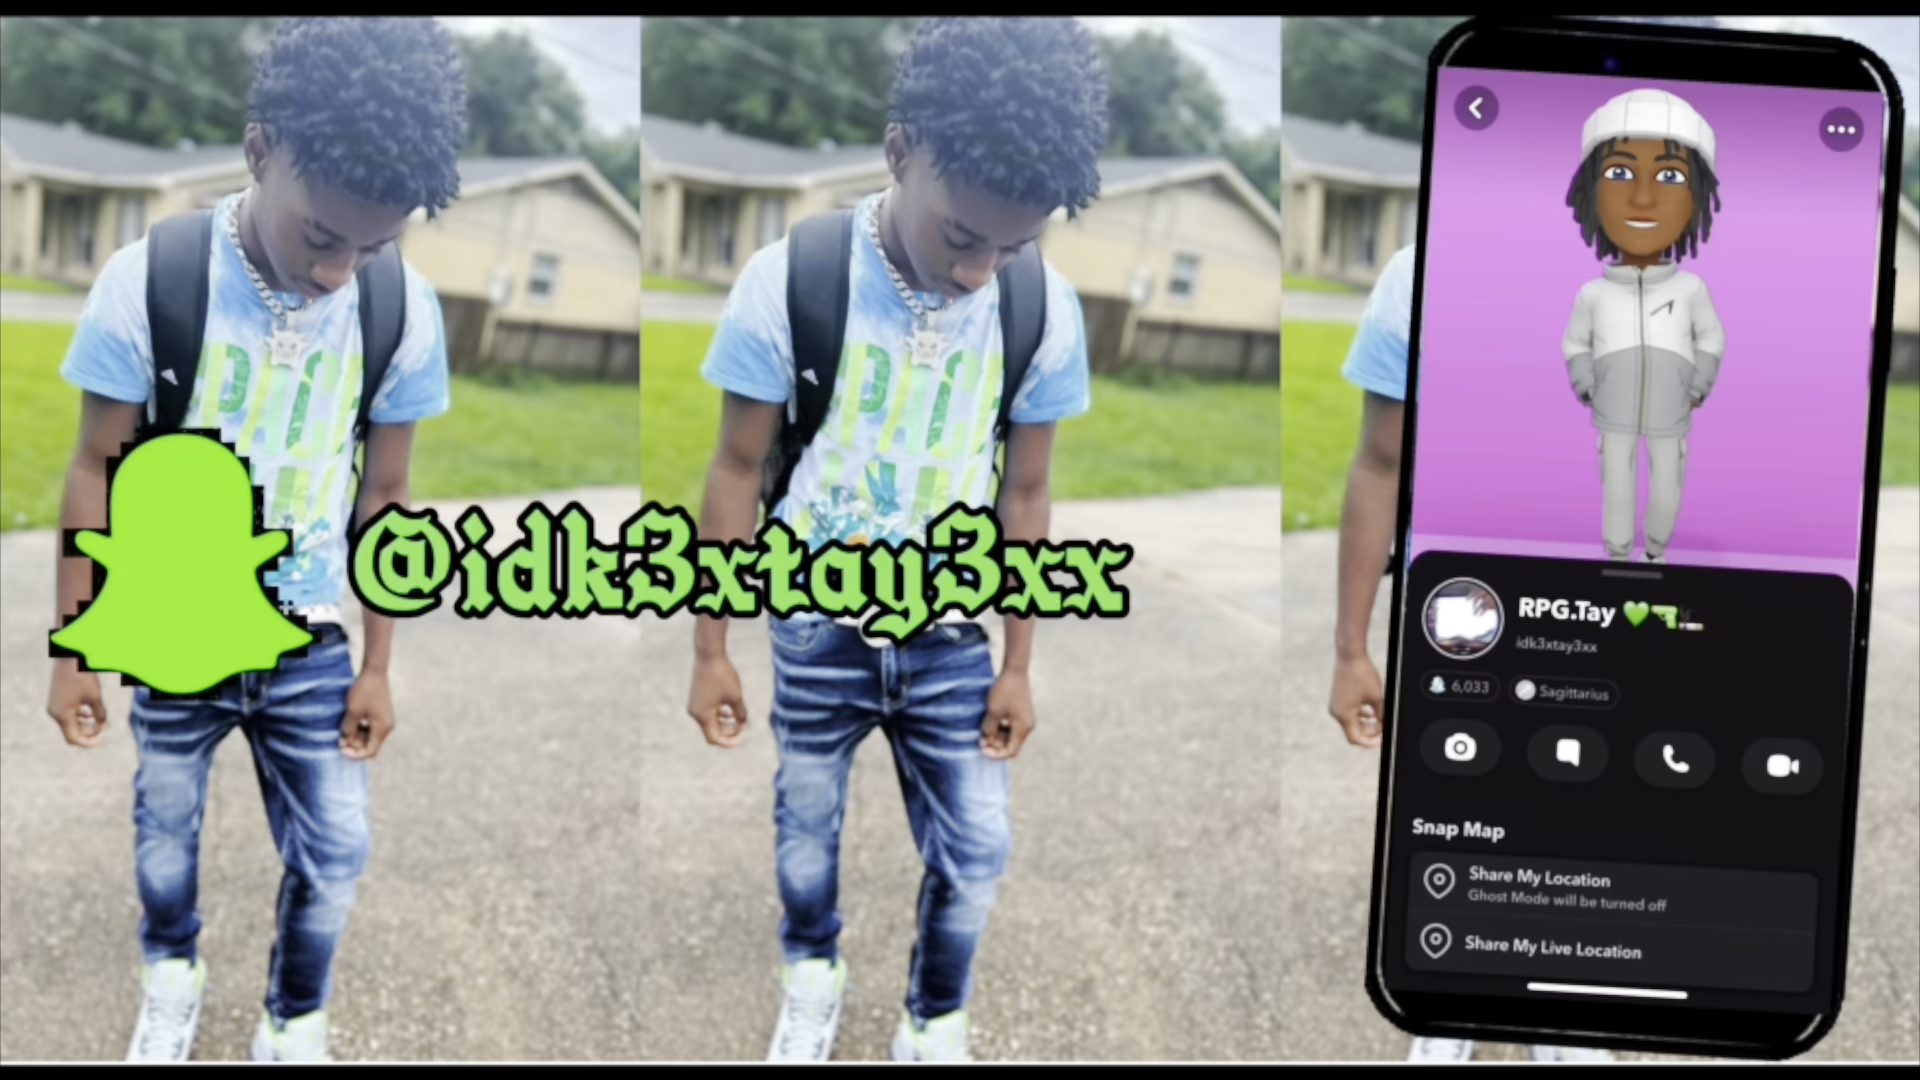 @idk3xtay3xx
RPG.Tay 💚🔫
idk3xtay3xx
6,033
Sagittarius
Snap Map
Share My Location
Ghost Mode will be turned off
Share My Live Location